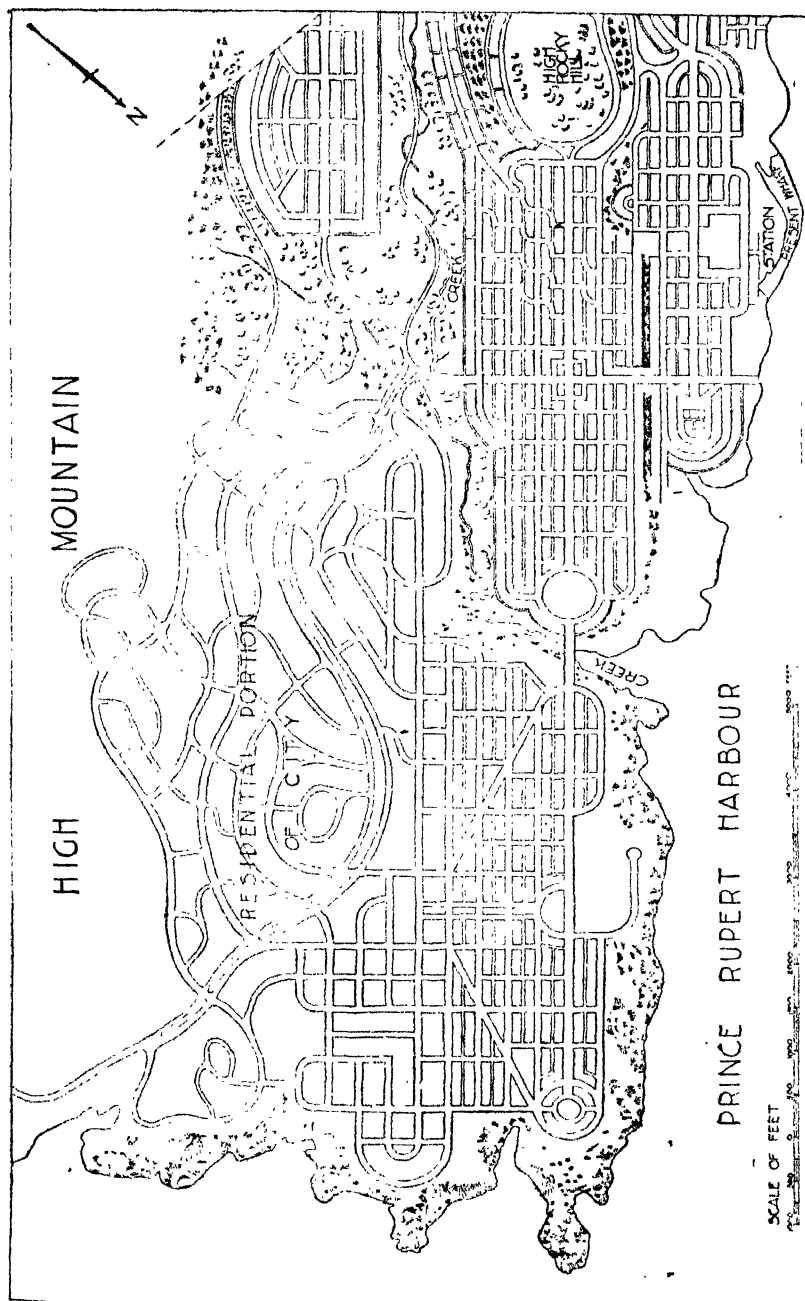 N
HIGH MOUNTAIN
HIGH
ROCKY
HILL
CREEK
STATION
PRESENT WHARF
RESIDENTIAL PORTION
OF CITY
CREEK
PRINCE RUPERT HARBOUR
SCALE OF FEET